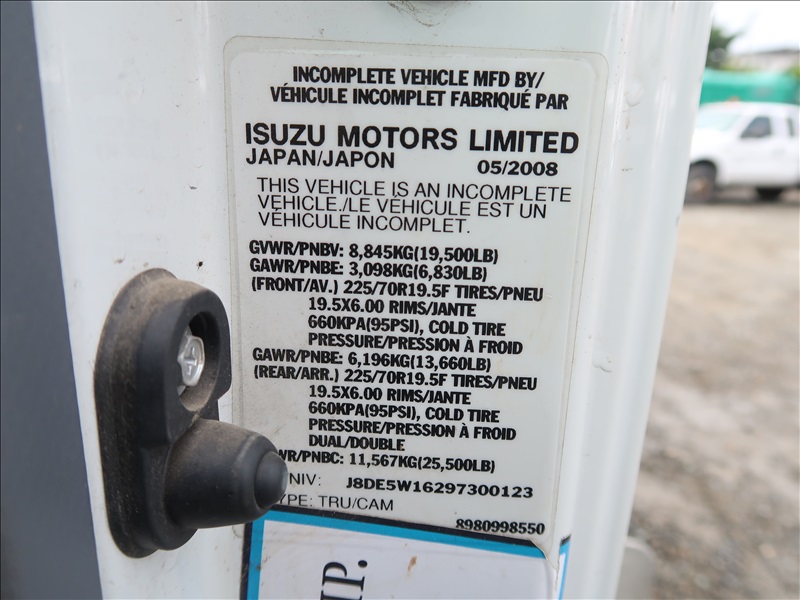 INCOMPLETE VEHICLE MFD BY/
VÉHICULE INCOMPLET FABRIQUÉ PAR
ISUZU MOTORS LIMITED
JAPAN/JAPON 05/2008
THIS VEHICLE IS AN INCOMPLETE
VEHICLE./LE VÉHICULE EST UN
VÉHICULE INCOMPLET.
GVWR/PNBV: 8,845KG(19,500LB)
GAWR/PNBE: 3,098KG(6,830LB)
(FRONT/AV.) 225/70R19.5F TIRES/PNEU
19.5X6.00 RIMS/JANTE
660KPA(95PSI), COLD TIRE
PRESSURE/PRESSION À FROID
GAWR/PNBE: 6,196KG(13,660LB)
(REAR/ARR.) 225/70R19.5F TIRES/PNEU
19.5X6.00 RIMS/JANTE
660KPA(95PSI), COLD TIRE
PRESSURE/PRESSION À FROID
DUAL/DOUBLE
WR/PNBC: 11,567KG(25,500LB)
NIV: J8DE5W16297300123
YPE: TRU/CAM
8980998550